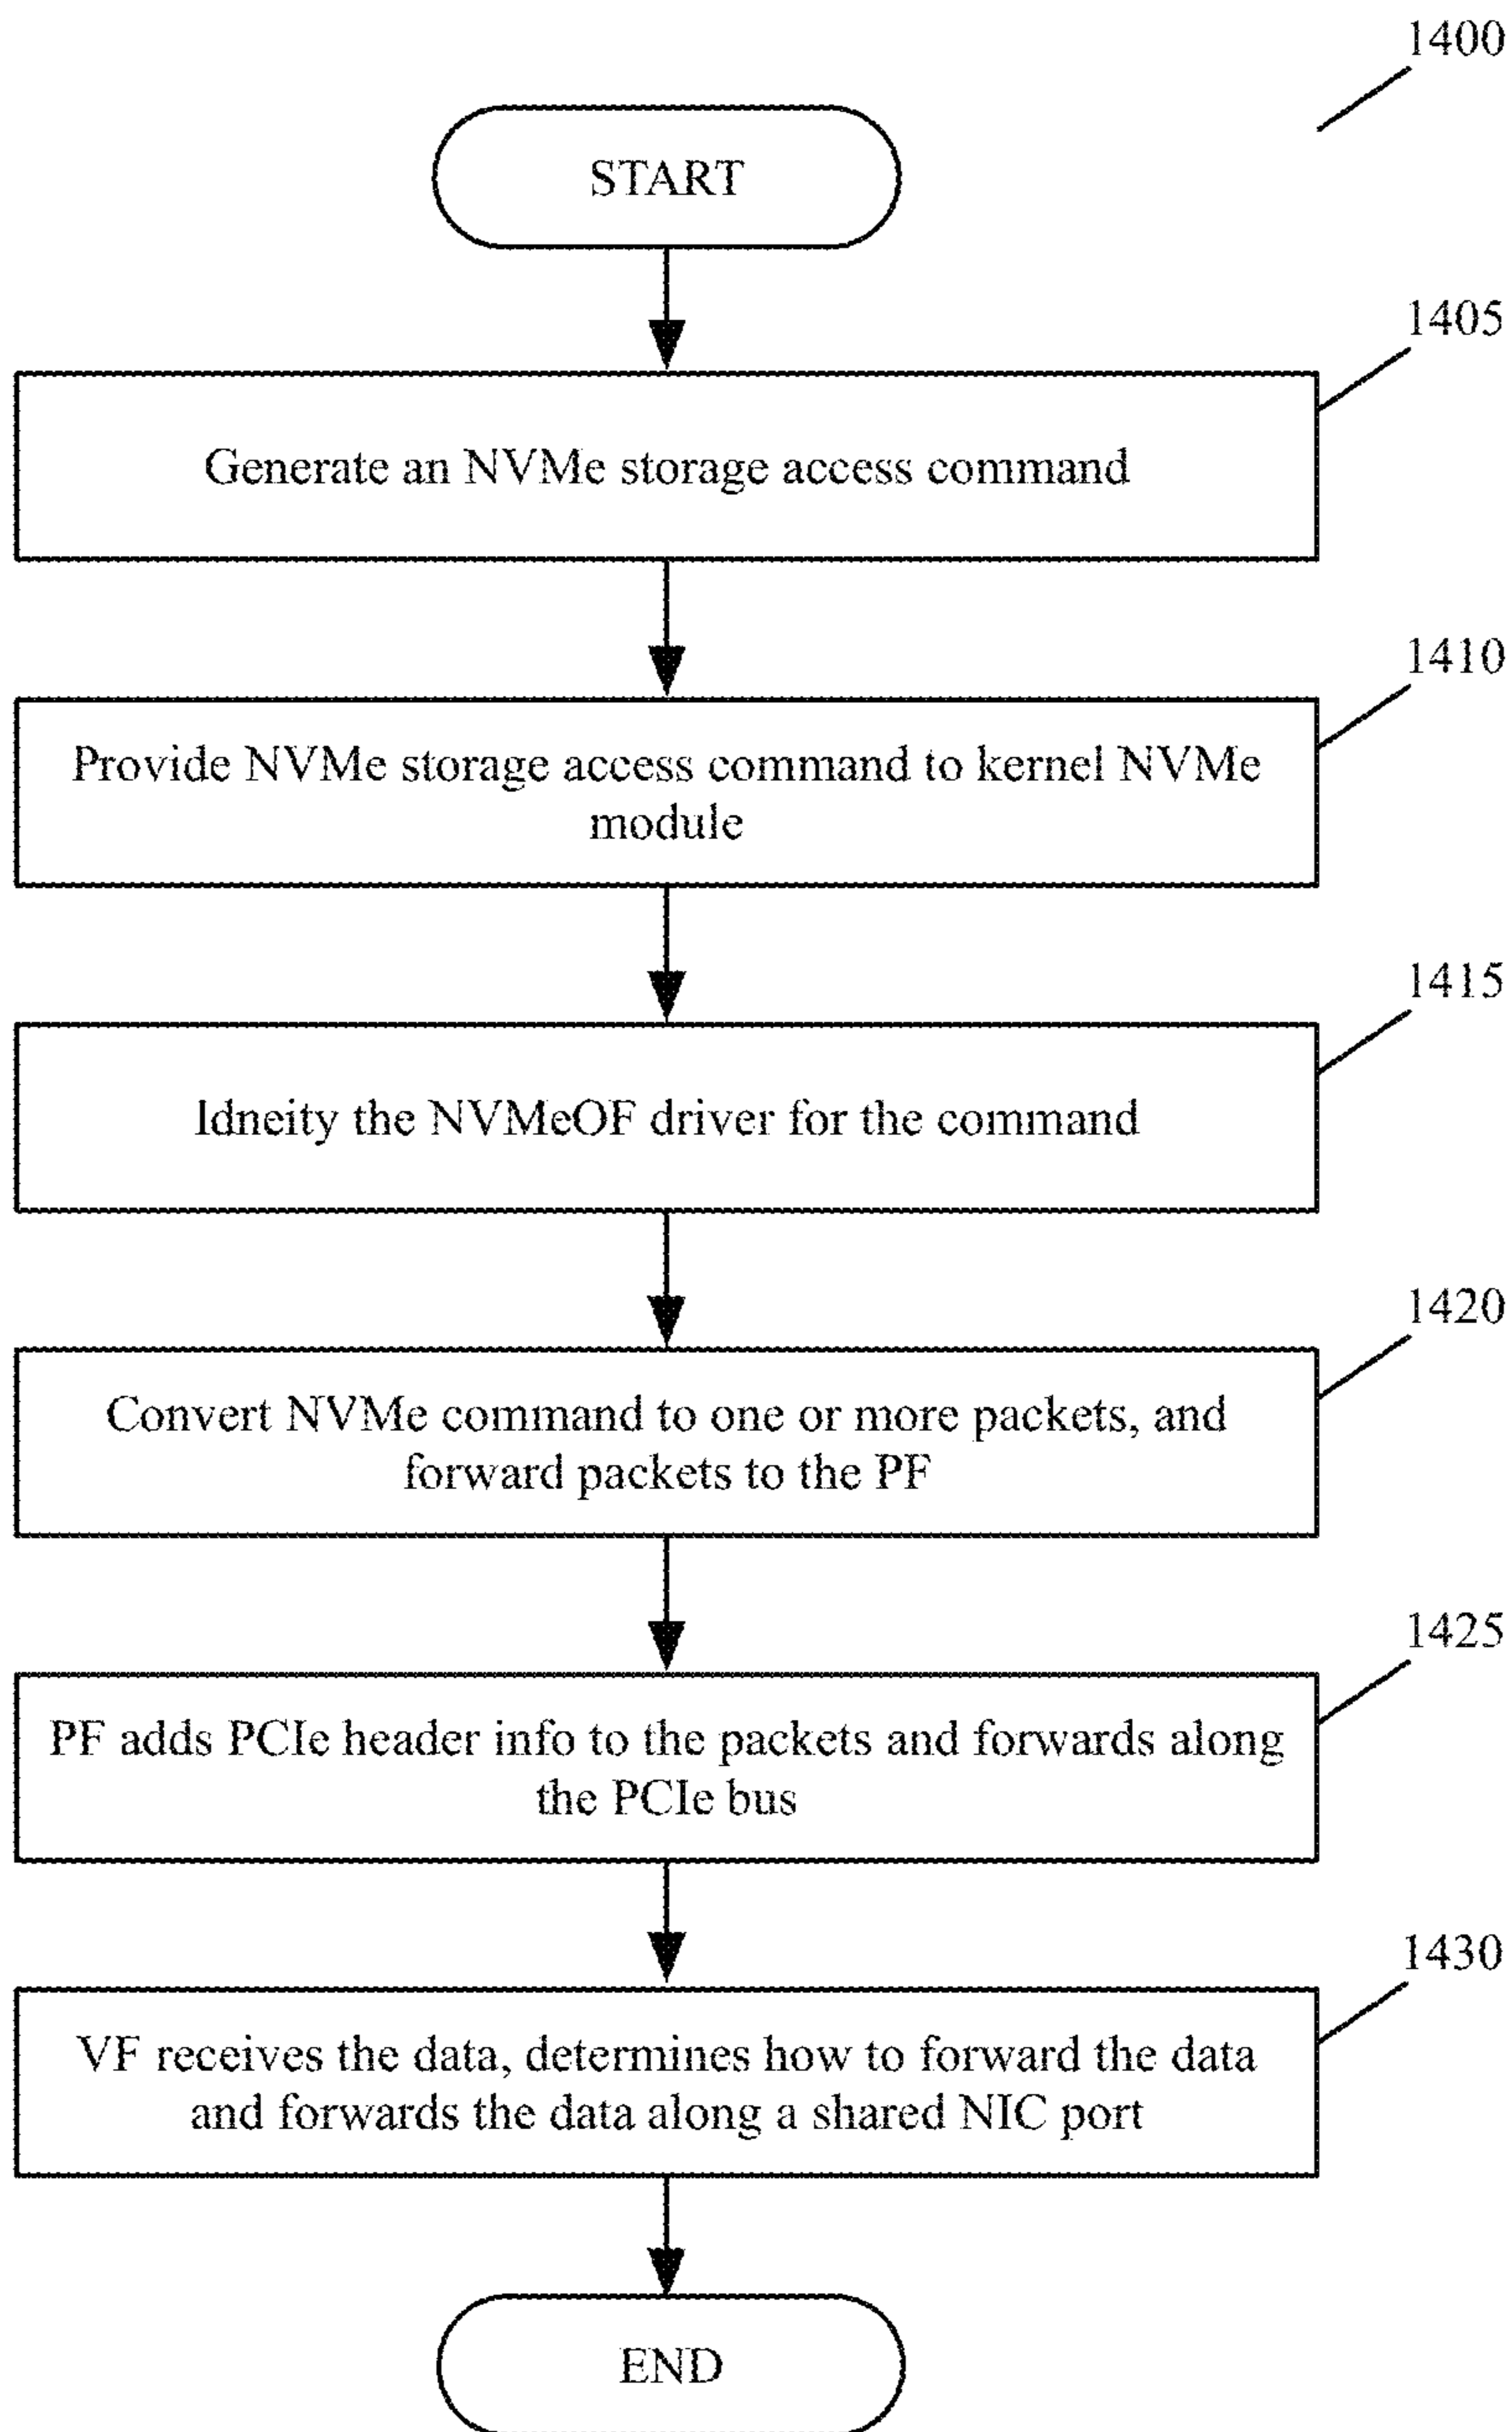 1400
START
1405
Generate an NVMe storage access command
1410
Provide NVMe storage access command to kernel NVMe
module
1415
Idneity the NVMeOF driver for the command
1420
Convert NVMe command to one or more packets, and
forward packets to the PF
1425
PF adds PCIe header info to the packets and forwards along
the PCIe bus
1430
VF receives the data, determines how to forward the data
and forwards the data along a shared NIC port
END